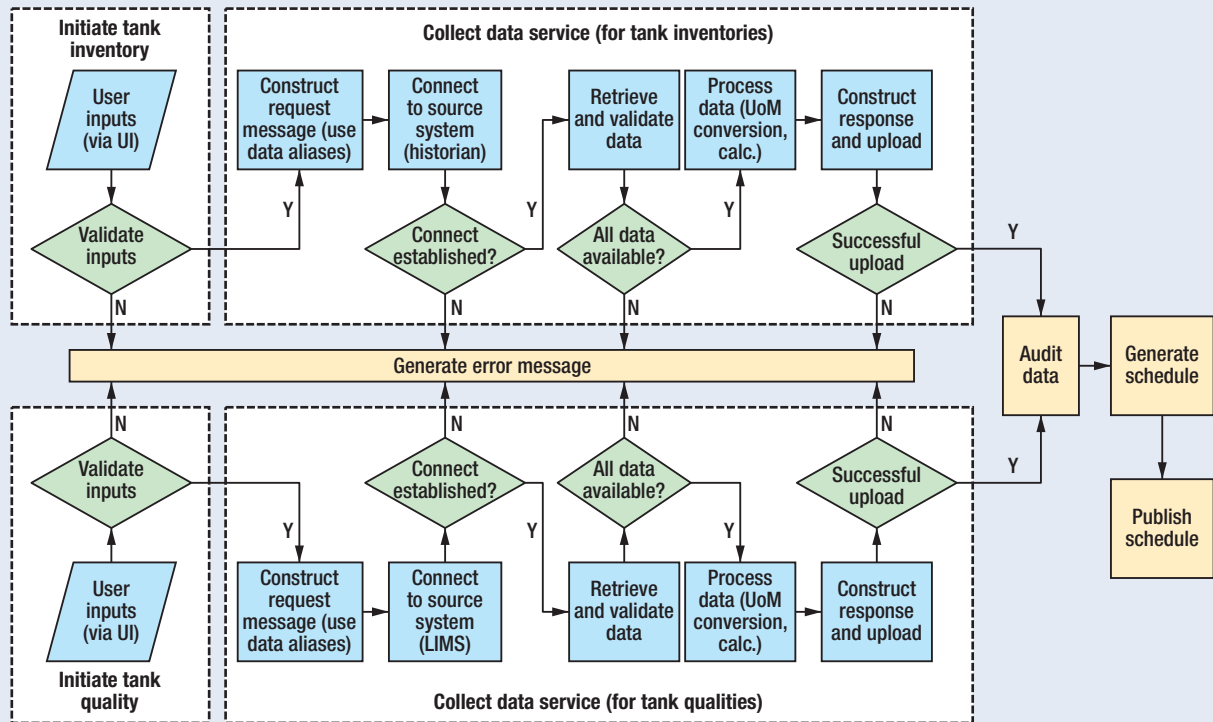 Initiate tank
inventory
Collect data service (for tank inventories)
User
inputs
(via UI)
Construct
request
message (use
data aliases)
Connect
to source
system
(historian)
Retrieve
and validate
data
Process
data (UoM
conversion,
calc.)
Construct
response
and upload
Y
Y
Y
Y
Validate
inputs
Connect
established?
All data
available?
Successful
upload
N
N
N
N
Generate error message
Audit
data
Generate
schedule
N
N
N
N
Validate
inputs
Connect
established?
All data
available?
Successful
upload
Y
Y
Y
Y
Publish
schedule
User
inputs
(via UI)
Construct
request
message (use
data aliases)
Connect
to source
system
(LIMS)
Retrieve
and validate
data
Process
data (UoM
conversion,
calc.)
Construct
response
and upload
Initiate tank
quality
Collect data service (for tank qualities)